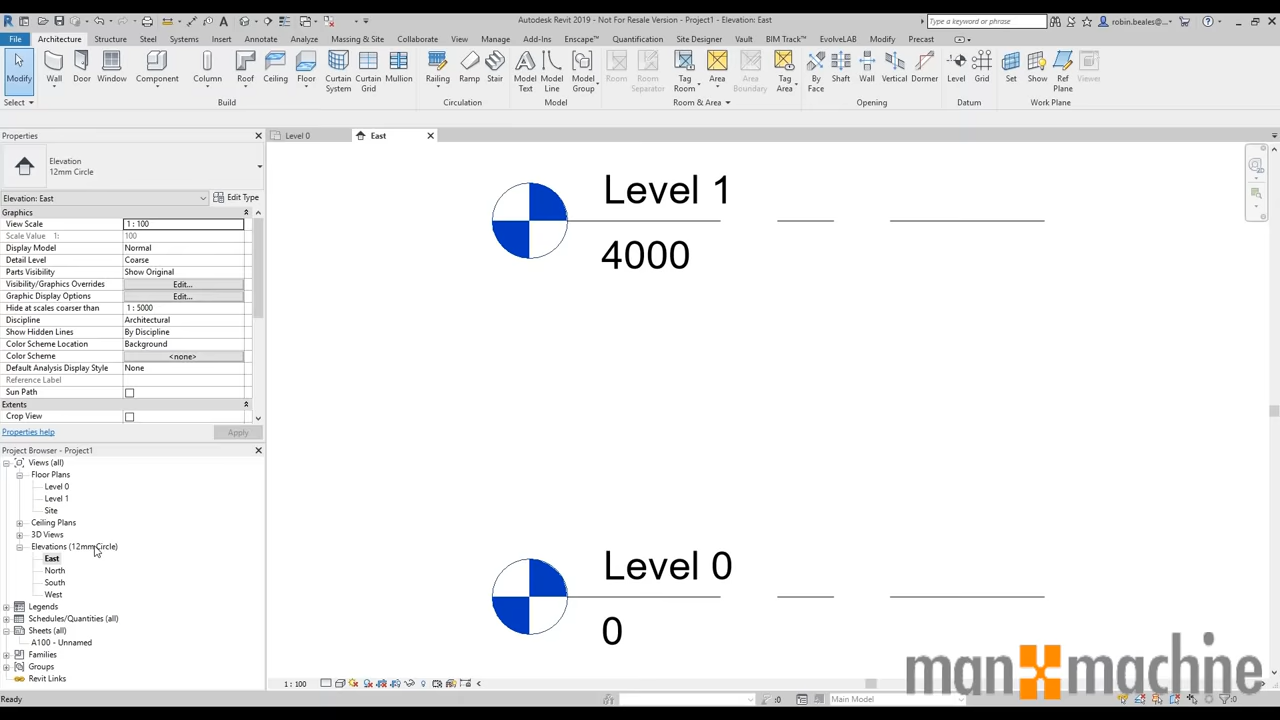 Autodesk Revit 2019 - Not For Resale Version - Project1 - Elevation: East
Type a keyword or phrase
robin.beales@...
File Architecture Structure Steel Systems Insert Annotate Analyze Massing & Site Collaborate View Manage Add-Ins Enscape™ Quantification Site Designer Vault BIM Track™ EvolveLAB Modify Precast
Modify
Wall Door Window Component Column Roof Ceiling Floor Curtain System Curtain Grid Mullion
Railing Ramp Stair
Model Text Model Line Model Group
Room Room Separator Tag Room Area Area Boundary Tag Area
By Face Shaft Wall Vertical Dormer
Level Grid
Set Show Ref Plane Viewer
Select Build Circulation Model Room & Area Opening Datum Work Plane
Properties
Level 0
East
Elevation
12mm Circle
Elevation: East
Edit Type
Graphics
View Scale 1 : 100
Scale Value 1: 100
Display Model Normal
Detail Level Coarse
Parts Visibility Show Original
Visibility/Graphics Overrides Edit...
Graphic Display Options Edit...
Hide at scales coarser than 1 : 5000
Discipline Architectural
Show Hidden Lines By Discipline
Color Scheme Location Background
Color Scheme <none>
Default Analysis Display Style None
Reference Label
Sun Path
Extents
Crop View
Properties help
Apply
Project Browser - Project1
Views (all)
Floor Plans
Level 0
Level 1
Site
Ceiling Plans
3D Views
Elevations (12mm Circle)
East
North
South
West
Legends
Schedules/Quantities (all)
Sheets (all)
A100 - Unnamed
Families
Groups
Revit Links
Level 1
4000
Level 0
0
manxmachine
1 : 100
Ready
:0
Main Model
:0